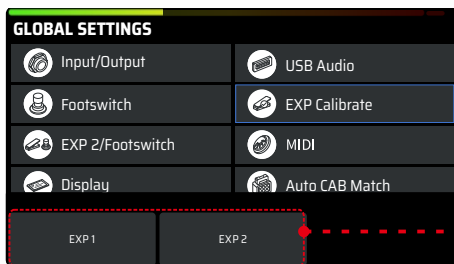 GLOBAL SETTINGS
Input/Output
USB Audio
Footswitch
EXP Calibrate
EXP 2/Footswitch
MIDI
Display
Auto CAB Match
EXP 1
EXP 2